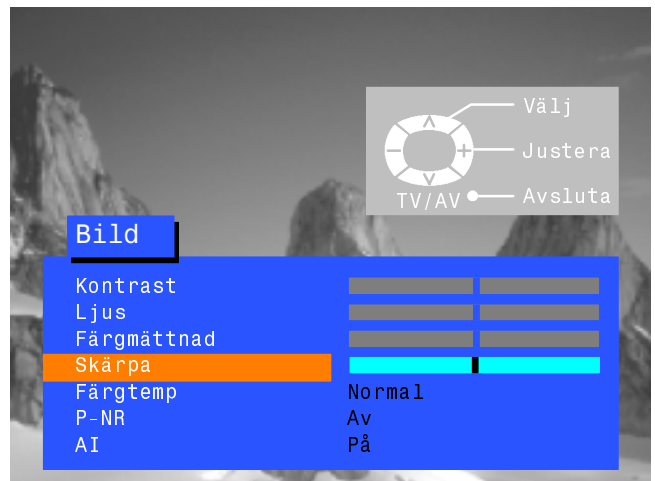 Välj
Justera
TV/AV Avsluta
Bild
Kontrast
Ljus
Färgmättnad
Skärpa
Färgtemp Normal
P-NR Av
AI På